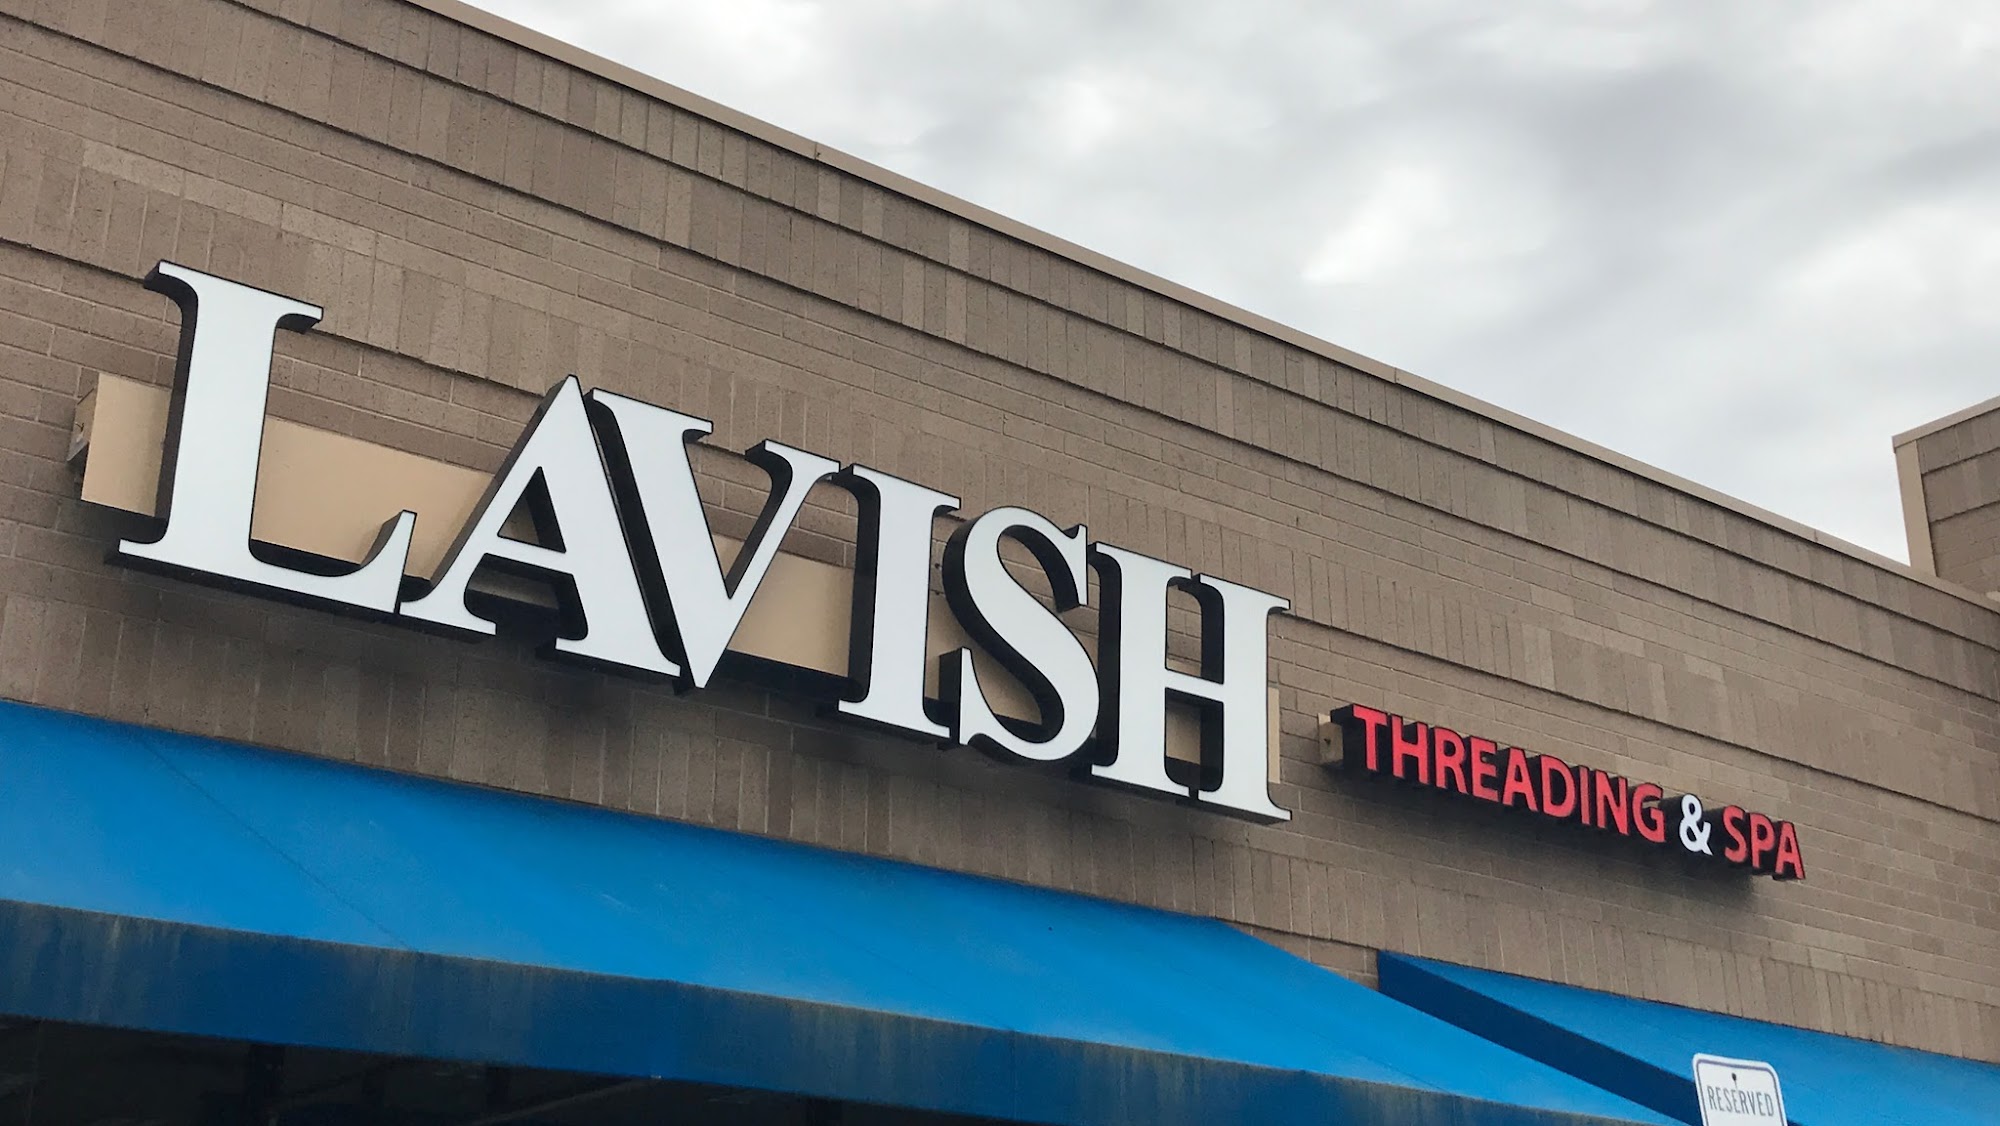 LAVISH THREADING & SPA
RESERVED